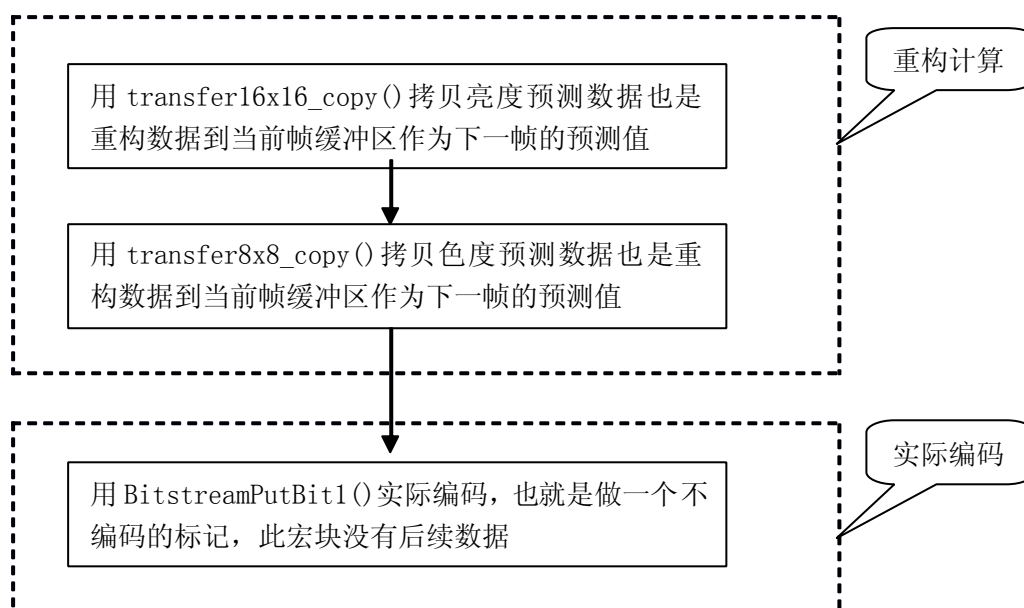 重构计算
用 transfer16x16_copy()拷贝亮度预测数据也是
重构数据到当前帧缓冲区作为下一帧的预测值
用 transfer8x8_copy()拷贝色度预测数据也是重
构数据到当前帧缓冲区作为下一帧的预测值
实际编码
用 BitstreamPutBit1()实际编码，也就是做一个不
编码的标记，此宏块没有后续数据